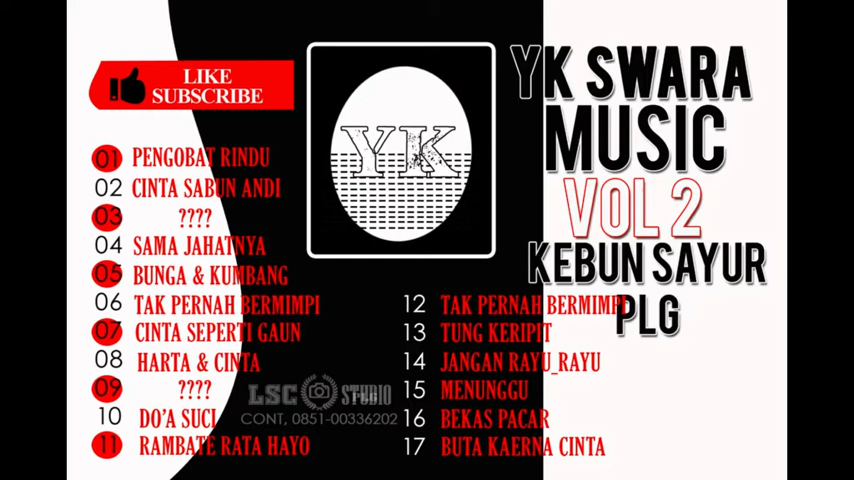 LIKE
SUBSCRIBE
01 PENGOBAT RINDU
02 CINTA SABUN ANDI
03 ????
04 SAMA JAHATNYA
05 BUNGA & KUMBANG
06 TAK PERNAH BERMIMPI
07 CINTA SEPERTI GAUN
08 HARTA & CINTA
09 ????
10 DO'A SUCI
11 RAMBATE RATA HAYO
YK
YK SWARA
MUSIC
VOL 2
KEBUN SAYUR
PLG
12 TAK PERNAH BERMIMPI
13 TUNG KERIPIT
14 JANGAN RAYU_RAYU
15 MENUNGGU
16 BEKAS PACAR
17 BUTA KAERNA CINTA
LSC STUDIO
PLG
CONT, 0851-00336202